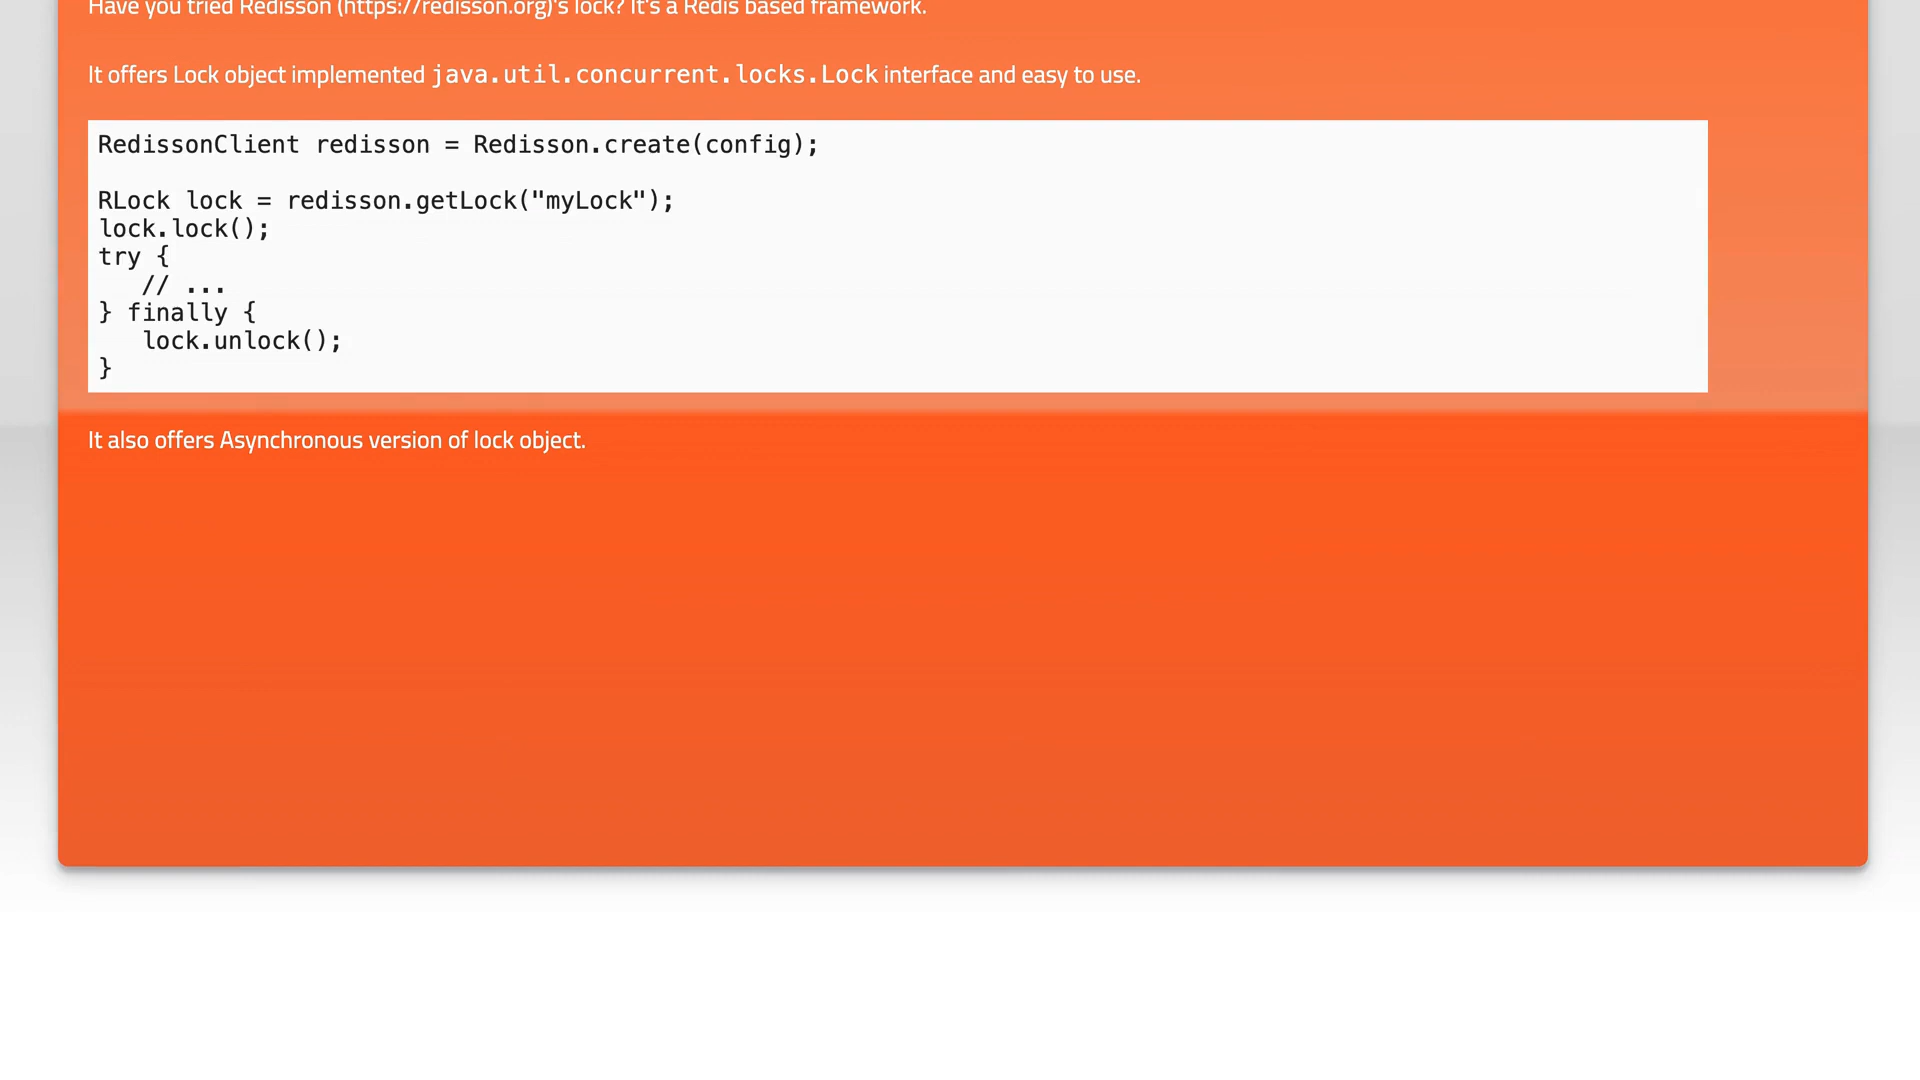 Have you tried Redisson (https://redisson.org)'s lock? It's a Redis based framework.
It offers Lock object implemented java.util.concurrent.locks.Lock interface and easy to use.
RedissonClient redisson = Redisson.create(config);
RLock lock = redisson.getLock("myLock");
lock.lock();
try {
   // ...
} finally {
   lock.unlock();
}
It also offers Asynchronous version of lock object.